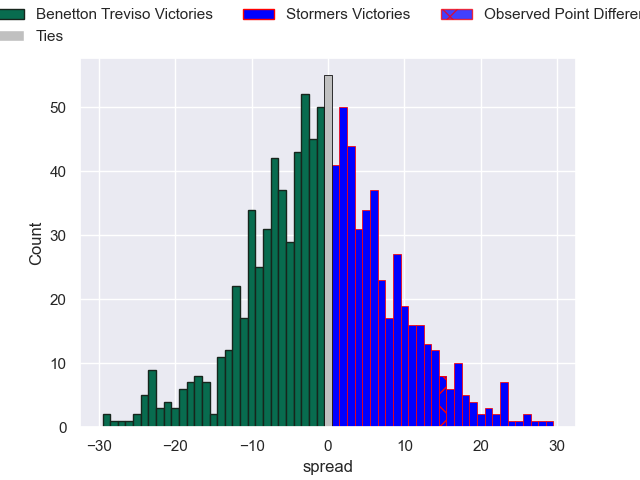 Benetton Treviso Victories Stormers Victories Observed Point Differe
Ties
50
40
30
20
10
0
Count
−30 −20 −10 0 10 20 30
spread